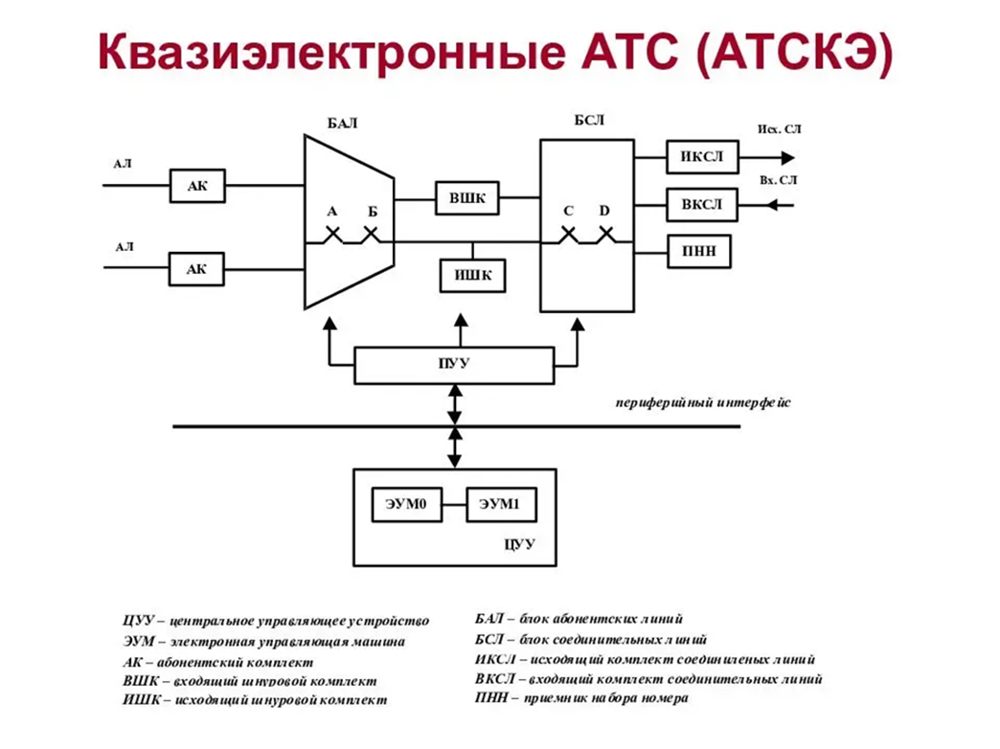 Квазиэлектронные АТС (АТСКЭ)
БАЛ
БСЛ
Исх. СЛ
АЛ
АК
ИКСЛ
Вх. СЛ
ВШК
ВКСЛ
А Б
C D
АЛ
АК
ИШК
ПНН
ПУУ
периферийный интерфейс
ЭУМ0
ЭУМ1
ЦУУ
ЦУУ – центральное управляющее устройство
ЭУМ – электронная управляющая машина
АК – абонентский комплект
ВШК – входящий шнуровой комплект
ИШК – исходящий шнуровой комплект
БАЛ – блок абонентских линий
БСЛ – блок соединительных линий
ИКСЛ – исходящий комплект соединиленых линий
ВКСЛ – входящий комплект соединительных линий
ПНН – приемник набора номера